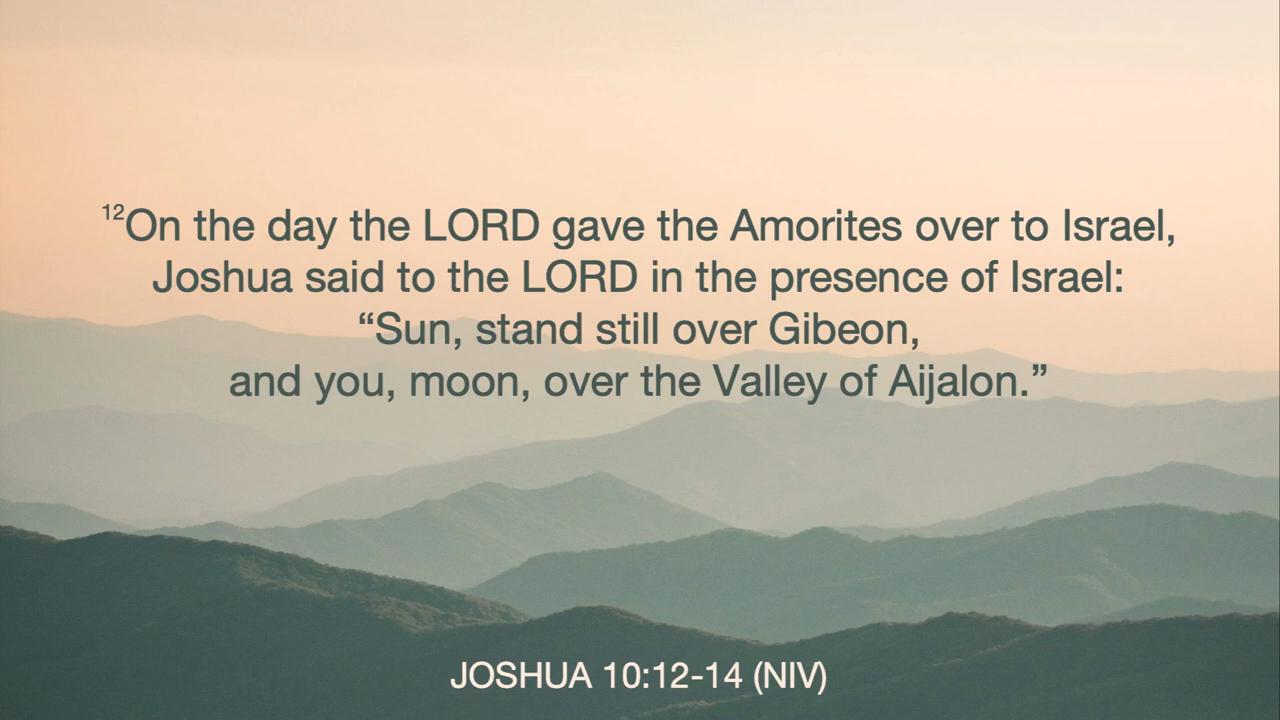 12On the day the LORD gave the Amorites over to Israel,
Joshua said to the LORD in the presence of Israel:
“Sun, stand still over Gibeon,
and you, moon, over the Valley of Aijalon.”
JOSHUA 10:12-14 (NIV)